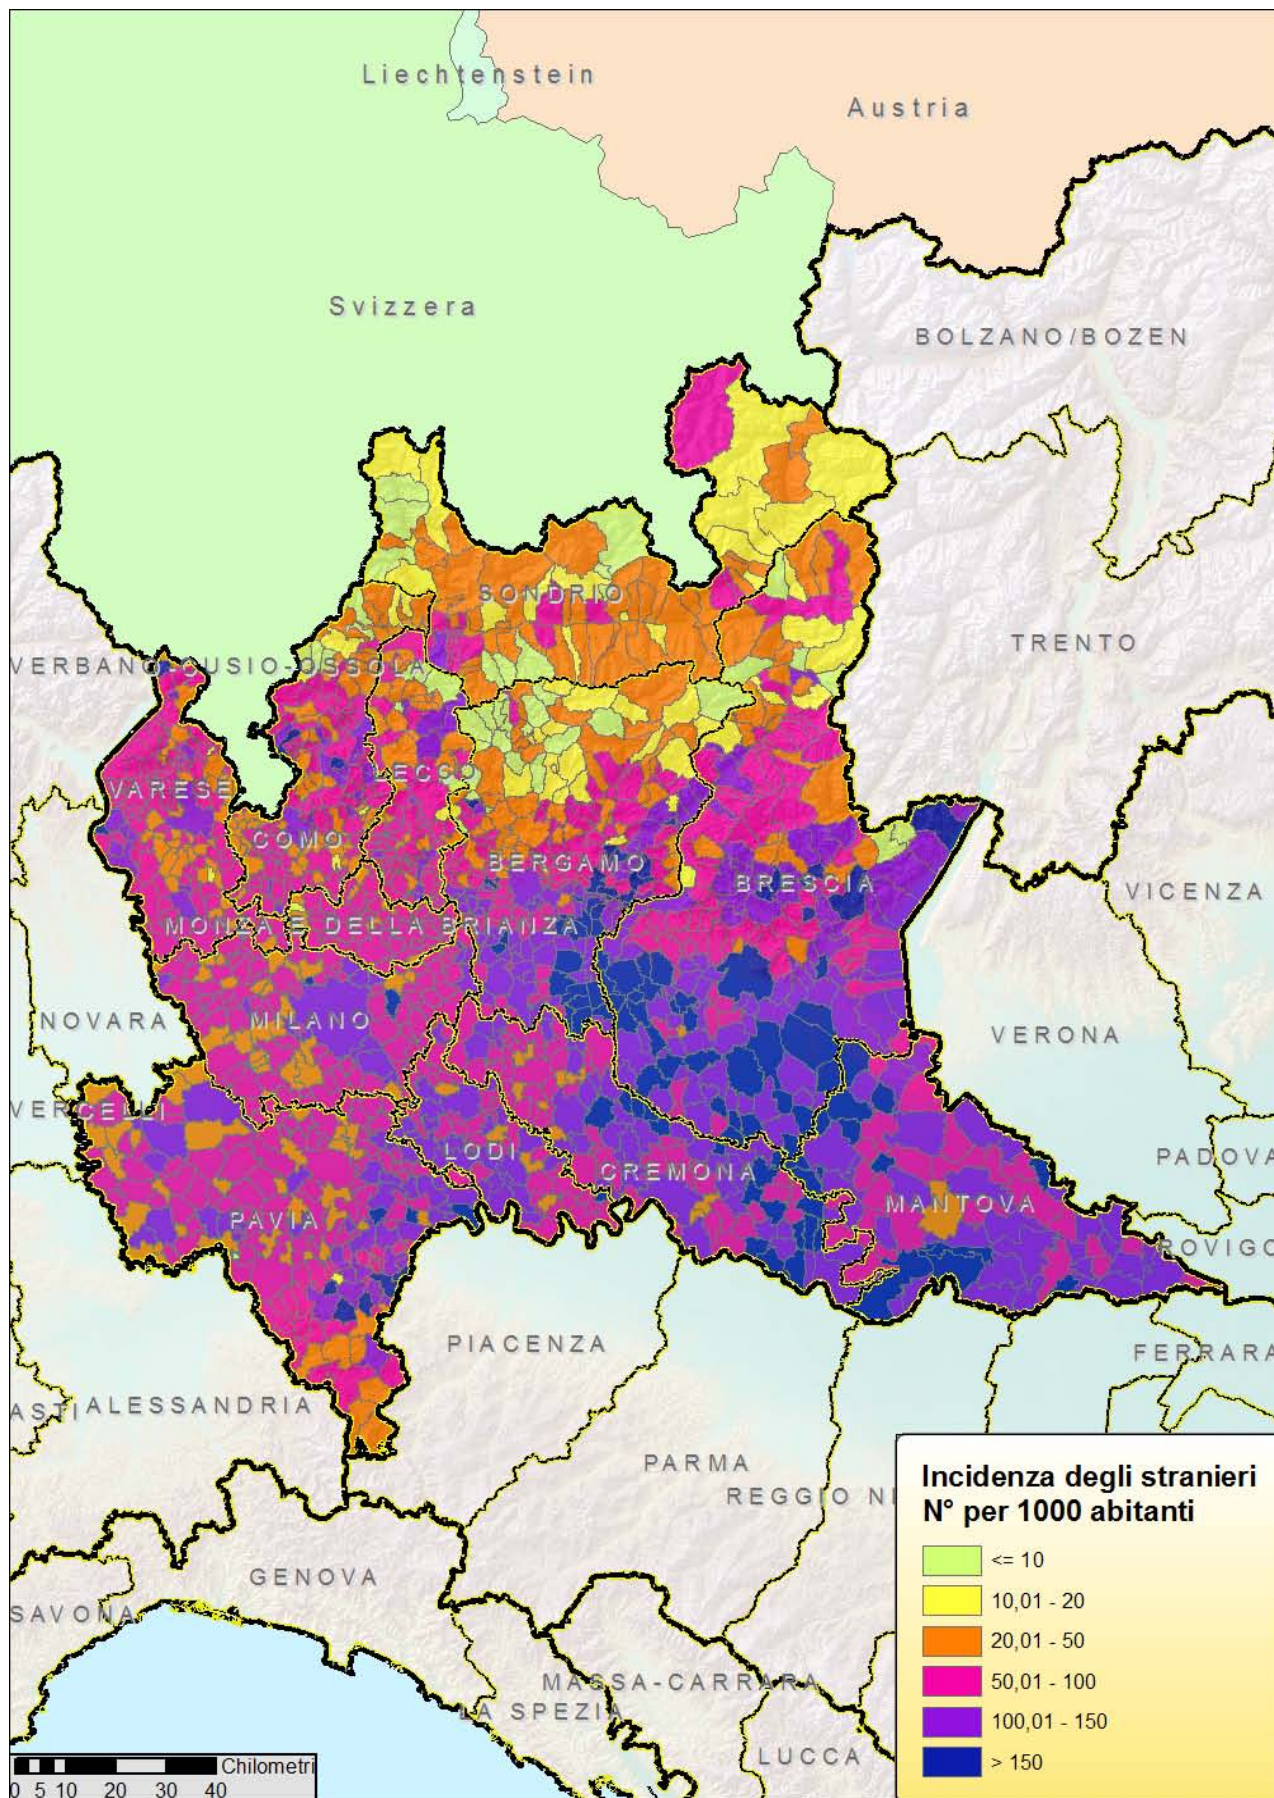 Liechtenstein
Austria
Svizzera
BOLZANO/BOZEN
SONDRIO
TRENTO
VERBANO-CUSIO-OSSOLA
VARESE
LECCO
COMO
BERGAMO
BRESCIA
VICENZA
MONZA E DELLA BRIANZA
NOVARA
MILANO
VERONA
VERCELLI
LODI
CREMONA
PADOVA
PAVIA
MANTOVA
ROVIGO
PIACENZA
FERRARA
ASTI
ALESSANDRIA
PARMA
REGGIO NE
GENOVA
SAVONA
MASSA-CARRARA
LA SPEZIA
LUCCA
Incidenza degli stranieri
N° per 1000 abitanti
<= 10
10,01 - 20
20,01 - 50
50,01 - 100
100,01 - 150
> 150
Chilometri
0 5 10 20 30 40